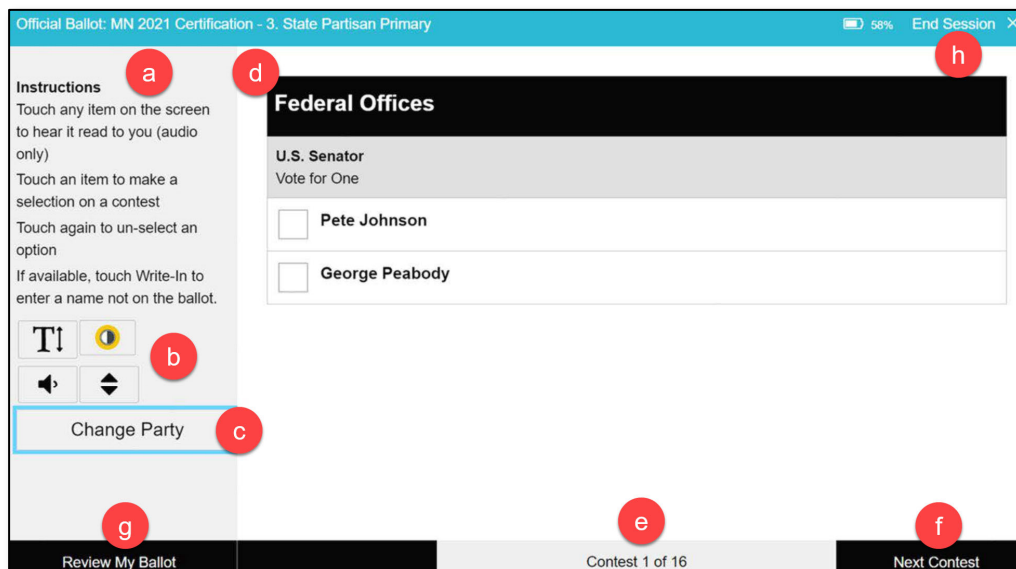 Official Ballot: MN 2021 Certification - 3. State Partisan Primary
58%
End Session ×
h
a
d
Instructions
Touch any item on the screen
to hear it read to you (audio
only)
Touch an item to make a
selection on a contest
Touch again to un-select an
option
If available, touch Write-In to
enter a name not on the ballot.
Federal Offices
U.S. Senator
Vote for One
Pete Johnson
George Peabody
T
b
Change Party
c
g
e
f
Review My Ballot
Contest 1 of 16
Next Contest